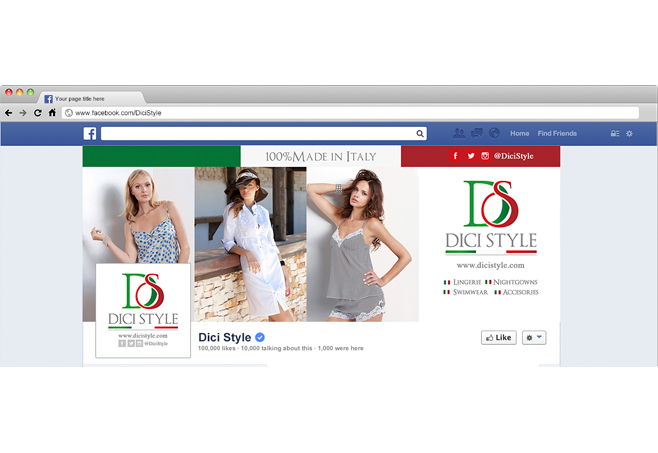 Your page title here
www.facebook.com/DiciStyle
f
Home Find Friends
100%Made in Italy
f @DiciStyle
DS
DICI STYLE
www.dicistyle.com
Lingerie Nightgowns
Swimwear Accesories
DS
DICI STYLE
www.dicistyle.com
f @DiciStyle
Dici Style
100,000 likes · 10,000 talking about this · 1,000 were here
Like